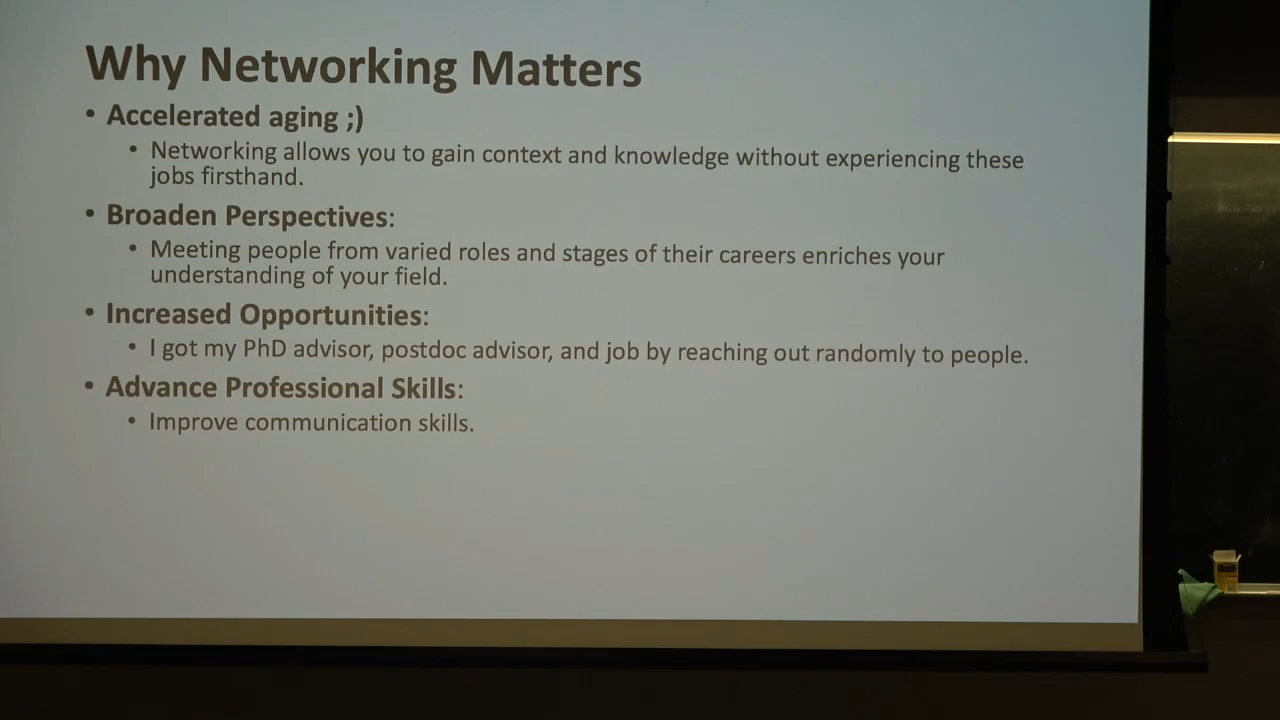 Why Networking Matters
• Accelerated aging ;)
• Networking allows you to gain context and knowledge without experiencing these
jobs firsthand.
• Broaden Perspectives:
• Meeting people from varied roles and stages of their careers enriches your
understanding of your field.
• Increased Opportunities:
• I got my PhD advisor, postdoc advisor, and job by reaching out randomly to people.
• Advance Professional Skills:
• Improve communication skills.